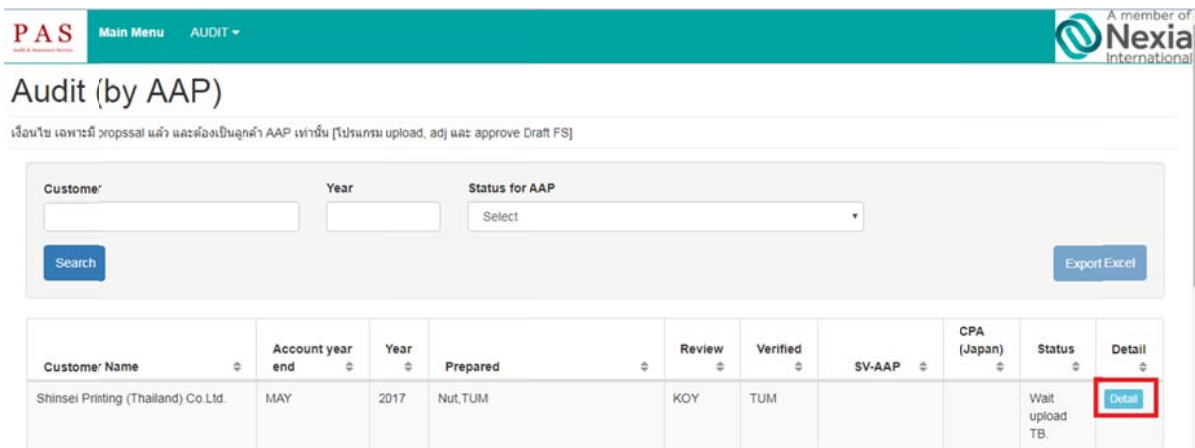 PAS
Audit & Assurance Service
Main Menu
AUDIT
A member of
Nexia
International
Audit (by AAP)
เงื่อนไข เฉพาะมี propssal แล้ว และต้องเป็นลูกค้า AAP เท่านั้น [โปรแกรม upload, adj และ approve Draft FS]
Customer Year Status for AAP
Select
Search Export Excel
Customer Name Account year end Year Prepared Review Verified SV-AAP CPA (Japan) Status Detail
Shinsei Printing (Thailand) Co.Ltd. MAY 2017 Nut,TUM KOY TUM Wait upload TB. Detail